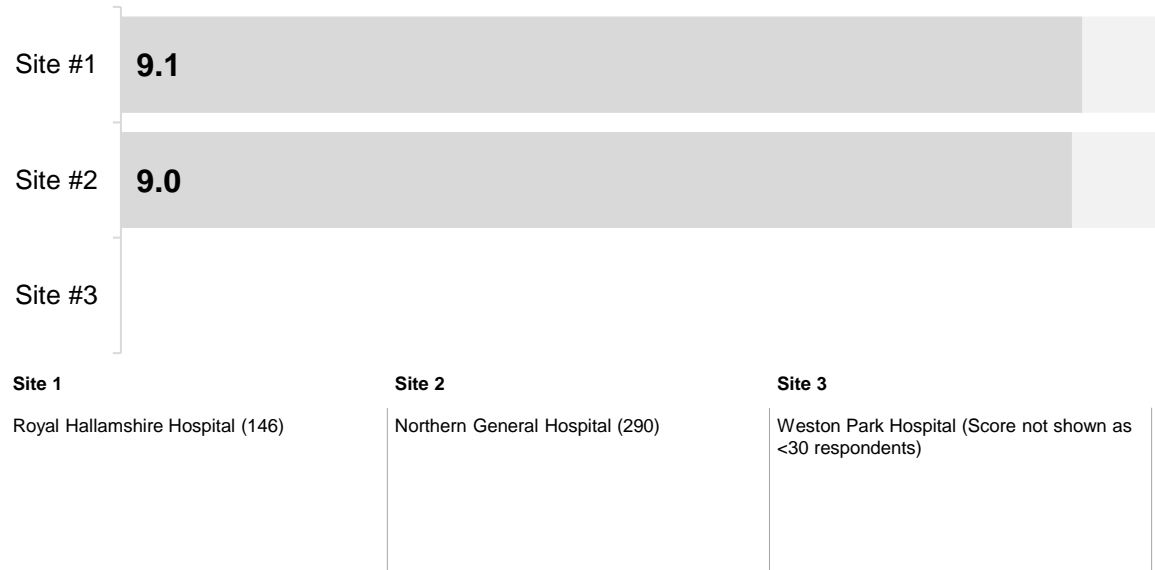 Site #1
9.1
Site #2
9.0
Site #3
Site 1
Site 2
Site 3
Royal Hallamshire Hospital (146)
Northern General Hospital (290)
Weston Park Hospital (Score not shown as
<30 respondents)